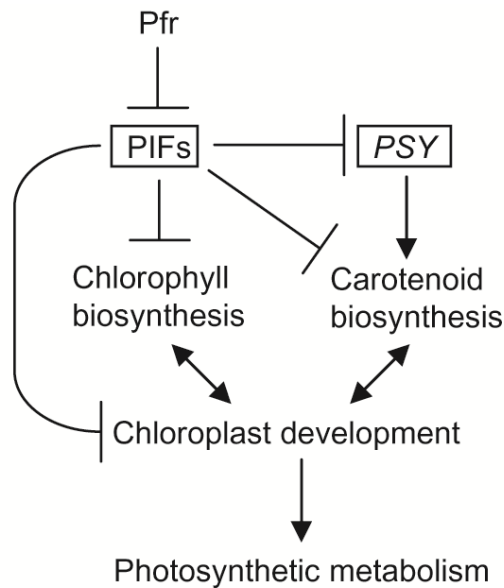 Pfr
PIFs
PSY
Chlorophyll
biosynthesis
Carotenoid
biosynthesis
Chloroplast development
Photosynthetic metabolism